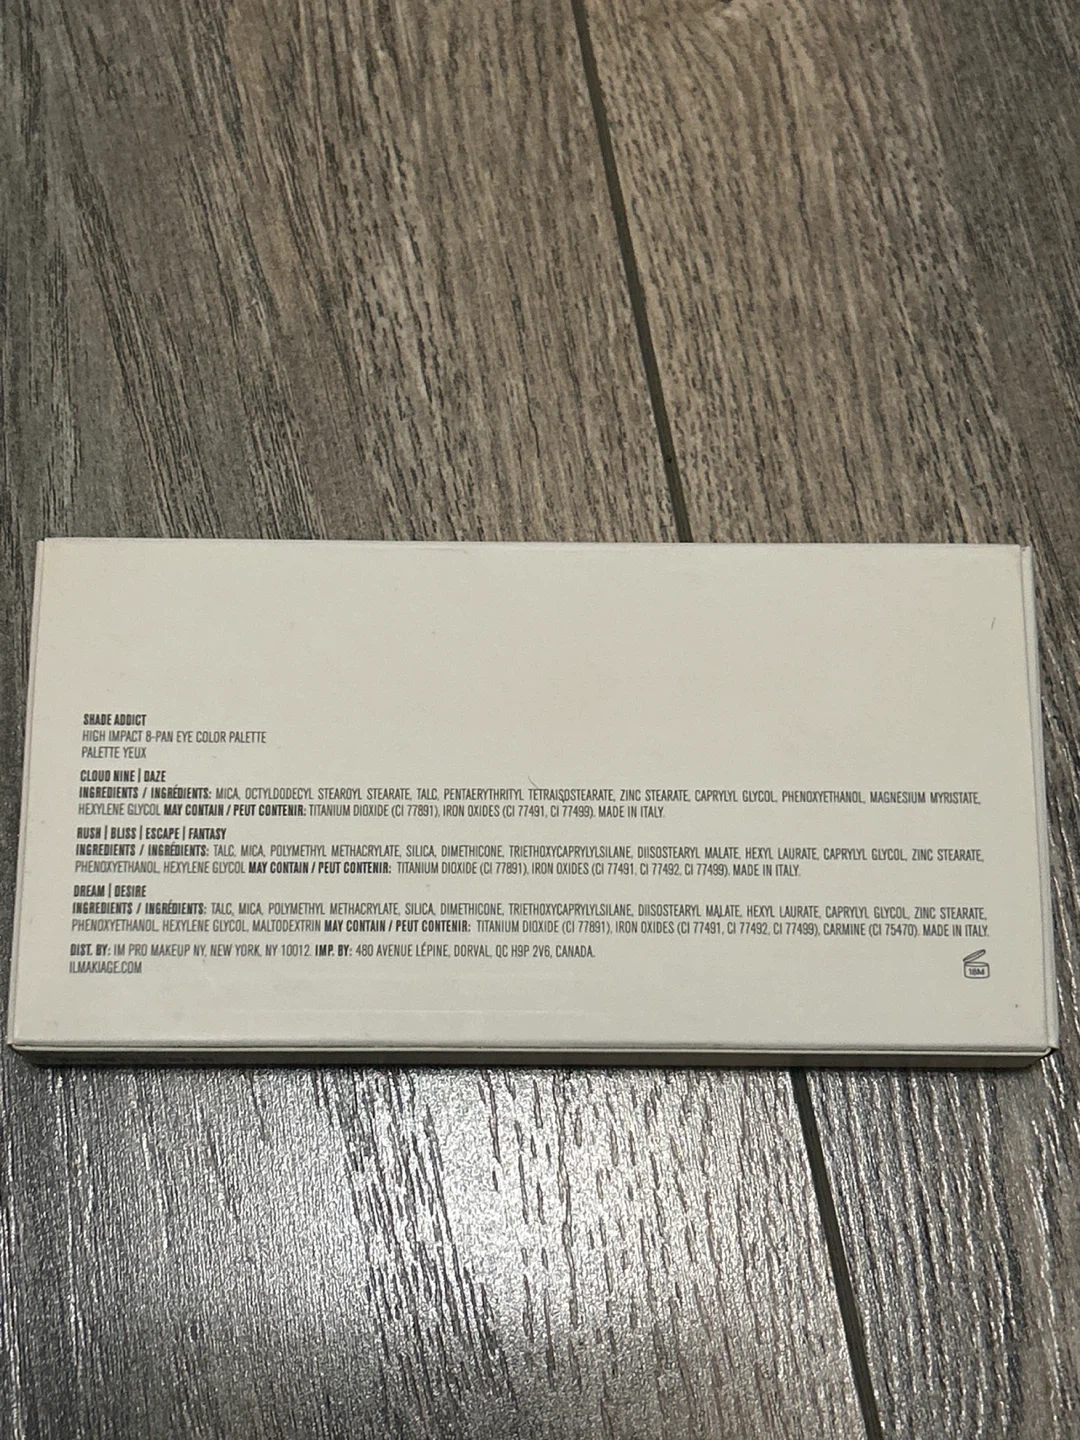 SHADE ADDICT
HIGH IMPACT 8-PAN EYE COLOR PALETTE
PALETTE YEUX
CLOUD NINE | DAZE
INGREDIENTS / INGRÉDIENTS: MICA, OCTYLDODECYL STEAROYL STEARATE, TALC, PENTAERYTHRITYL TETRAISOSTEARATE, ZINC STEARATE, CAPRYLYL GLYCOL, PHENOXYETHANOL, MAGNESIUM MYRISTATE,
HEXYLENE GLYCOL MAY CONTAIN / PEUT CONTENIR: TITANIUM DIOXIDE (CI 77891), IRON OXIDES (CI 77491, CI 77499). MADE IN ITALY.
RUSH | BLISS | ESCAPE | FANTASY
INGREDIENTS / INGRÉDIENTS: TALC, MICA, POLYMETHYL METHACRYLATE, SILICA, DIMETHICONE, TRIETHOXYCAPRYLYLSILANE, DIISOSTEARYL MALATE, HEXYL LAURATE, CAPRYLYL GLYCOL, ZINC STEARATE,
PHENOXYETHANOL, HEXYLENE GLYCOL MAY CONTAIN / PEUT CONTENIR: TITANIUM DIOXIDE (CI 77891), IRON OXIDES (CI 77491, CI 77492, CI 77499). MADE IN ITALY.
DREAM | DESIRE
INGREDIENTS / INGRÉDIENTS: TALC, MICA, POLYMETHYL METHACRYLATE, SILICA, DIMETHICONE, TRIETHOXYCAPRYLYLSILANE, DIISOSTEARYL MALATE, HEXYL LAURATE, CAPRYLYL GLYCOL, ZINC STEARATE,
PHENOXYETHANOL, HEXYLENE GLYCOL, MALTODEXTRIN MAY CONTAIN / PEUT CONTENIR: TITANIUM DIOXIDE (CI 77891), IRON OXIDES (CI 77491, CI 77492, CI 77499), CARMINE (CI 75470). MADE IN ITALY.
DIST. BY: IM PRO MAKEUP NY, NEW YORK, NY 10012. IMP. BY: 480 AVENUE LÉPINE, DORVAL, QC H9P 2V6, CANADA.
ILMAKIAGE.COM
18M